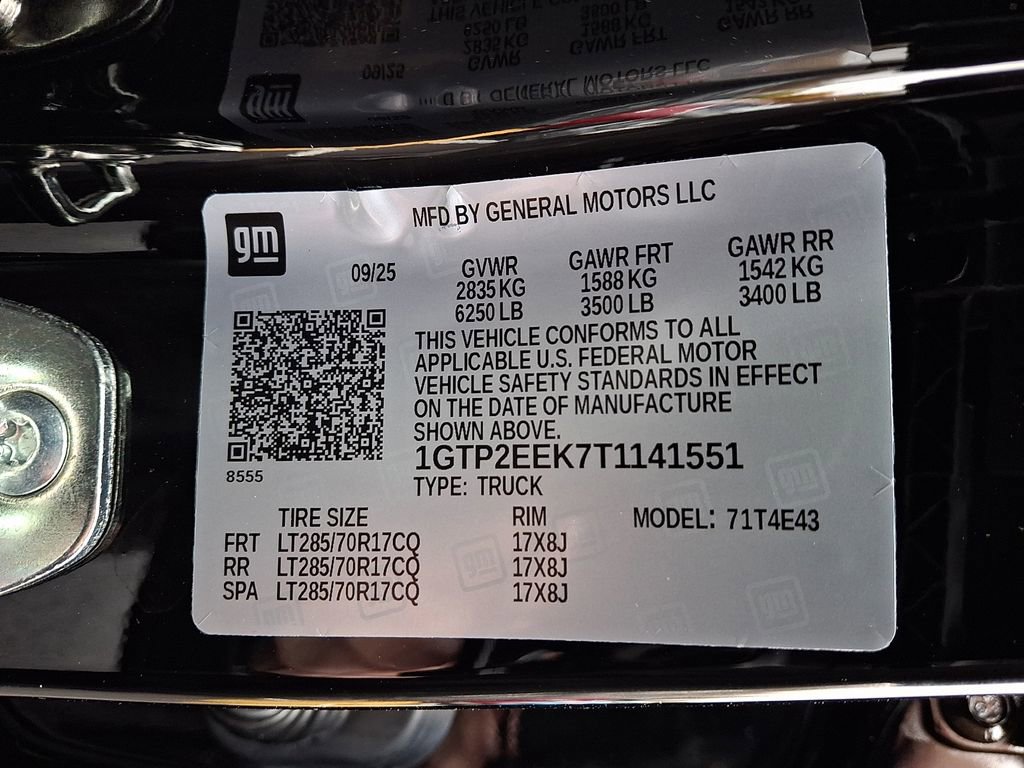 MFD BY GENERAL MOTORS LLC
gm
09/25
GVWR GAWR FRT GAWR RR
2835 KG 1588 KG 1542 KG
6250 LB 3500 LB 3400 LB
THIS VEHICLE CONFORMS TO ALL
APPLICABLE U.S. FEDERAL MOTOR
VEHICLE SAFETY STANDARDS IN EFFECT
ON THE DATE OF MANUFACTURE
SHOWN ABOVE.
1GTP2EEK7T1141551
8555
TYPE: TRUCK
TIRE SIZE RIM MODEL: 71T4E43
FRT LT285/70R17CQ 17X8J
RR LT285/70R17CQ 17X8J
SPA LT285/70R17CQ 17X8J